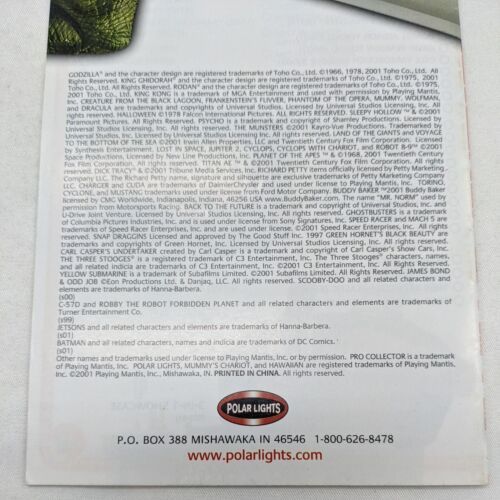 GODZILLA® and the character design are registered trademarks of Toho Co., Ltd. ©1966, 1978, 2001 Toho Co., Ltd. All
Rights Reserved. KING GHIDORAH® and the character design are registered trademarks of Toho Co., Ltd. ©1975, 2001
Toho Co., Ltd. All Rights Reserved. RODAN® and the character design are registered trademarks of Toho Co., Ltd. ©1975,
2001 Toho Co., Ltd. KING KONG is a trademark of MGA Entertainment and used with permission by Playing Mantis,
Inc. CREATURE FROM THE BLACK LAGOON, FRANKENSTEIN'S FLIVVER, PHANTOM OF THE OPERA, MUMMY, WOLFMAN,
and DRACULA are trademarks and copyrights of Universal Studios. Licensed by Universal Studios Licensing, Inc. All
rights reserved. HALLOWEEN ©1978 Falcon International Pictures. ALL RIGHTS RESERVED. SLEEPY HOLLOW ™ & ©2001
Paramount Pictures. All Rights Reserved. PSYCHO is a trademark and copyright of Shamley Productions. Licensed by
Universal Studios Licensing, Inc. All rights reserved. THE MUNSTERS ©2001 Kayro-Vue Productions. Trademarked by
Universal Studios, Inc. Licensed by Universal Studios Licensing, Inc. All rights reserved. LAND OF THE GIANTS and VOYAGE
TO THE BOTTOM OF THE SEA ©2001 Irwin Allen Properties, LLC and Twentieth Century Fox Film Corporation. Licensed
by Synthesis Entertainment. LOST IN SPACE, JUPITER 2, CYCLOPS, CYCLOPS WITH CHARIOT, and ROBOT B-9™ ©2001
Space Productions. Licensed by New Line Productions, Inc. PLANET OF THE APES ™ & ©1968, 2001 Twentieth Century
Fox Film Corporation. All rights reserved. TITAN AE ™ & ©2001 Twentieth Century Fox Film Corporation. All rights
reserved. DICK TRACY® & ©2001 Tribune Media Services, Inc. RICHARD PETTY items officially licensed by Petty Marketing
Company LLC. The Richard Petty name, signature and silhouette are exclusive trademarks of Petty Marketing Company
LLC. CHARGER and CUDA are trademarks of DaimlerChrysler and used under license to Playing Mantis, Inc. TORINO,
CYCLONE, and MUSTANG trademarks used under license from Ford Motor Company. BUDDY BAKER ™2001 Buddy Baker
licensed by CMC Worldwide, Indianapolis, Indiana, 46256 USA www.BuddyBaker.com. The name "MR. NORM" used by
permission from Motorsports Racing. BACK TO THE FUTURE is a trademark and copyright of Universal Studios, Inc. and
U-Drive Joint Venture. Licensed by Universal Studios Licensing, Inc. All rights reserved. GHOSTBUSTERS is a trademark
of Columbia Pictures Industries, Inc. and is used under license from Sony Signatures Inc. SPEED RACER and MACH 5 are
trademarks of Speed Racer Enterprises, Inc. and are used under license. ©2001 Speed Racer Enterprises, Inc. All rights
reserved. SNAP DRAGGINS Licensed and approved is The Good Stuff Inc. 1997 GREEN HORNET'S BLACK BEAUTY are
trademarks and copyrights of Green Hornet, Inc. Licensed by Universal Studios Licensing, Inc. All rights reserved.
CARL CASPER'S UNDERTAKER created by Carl Casper is a trademark and copyright of Carl Casper's Show Cars, Inc.
THE THREE STOOGES® is a trademark of C3 Entertainment, Inc. The Three Stooges® characters, names,
and all related indicia are trademarks of C3 Entertainment, Inc. ©2001 C3 Entertainment, Inc. All Rights Reserved.
YELLOW SUBMARINE is a trademark of Subafilms Limited. ©2001 Subafilms Limited. All rights reserved. JAMES BOND
& ODD JOB ©Eon Productions Ltd. & Danjaq, LLC. All rights reserved. SCOOBY-DOO and all related characters and
elements are trademarks of Hanna-Barbera.
(s00)
C-57D and ROBBY THE ROBOT FORBIDDEN PLANET and all related characters and elements are trademarks of
Turner Entertainment Co.
(s99)
JETSONS and all related characters and elements are trademarks of Hanna-Barbera.
(s01)
BATMAN and all related characters, names and indicia are trademarks of DC Comics.
(s01)
Other names and trademarks used under license to Playing Mantis, Inc. or by permission. PRO COLLECTOR is a trademark
of Playing Mantis, Inc. POLAR LIGHTS, MUMMY'S CHARIOT, and HAWAIIAN are registered trademarks of Playing Mantis,
Inc. ©2001 Playing Mantis, Inc., Mishawaka, IN. PRINTED IN CHINA. All rights reserved.
POLAR LIGHTS
P.O. BOX 388 MISHAWAKA IN 46546 1-800-626-8478
www.polarlights.com